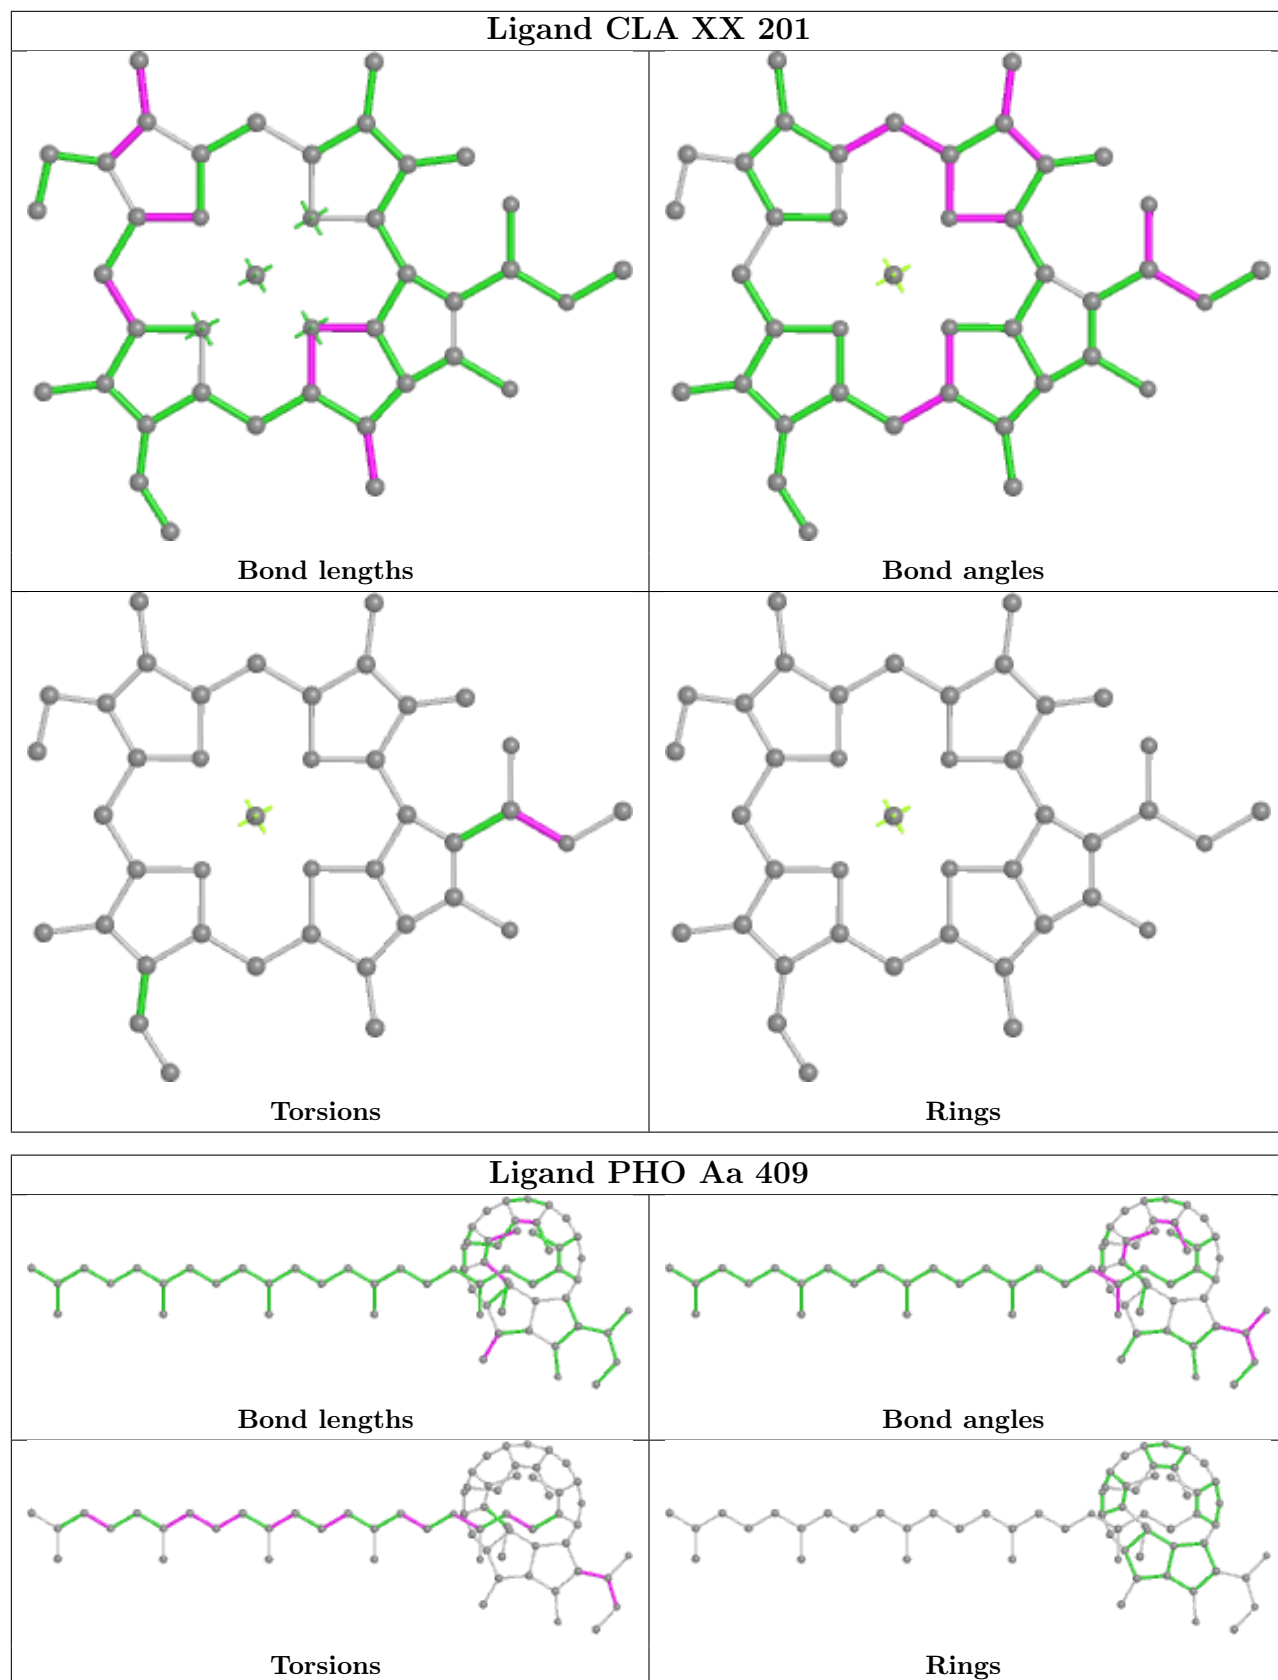 Ligand CLA XX 201
Bond lengths
Bond angles
Torsions
Rings
Ligand PHO Aa 409
Bond lengths
Bond angles
Torsions
Rings